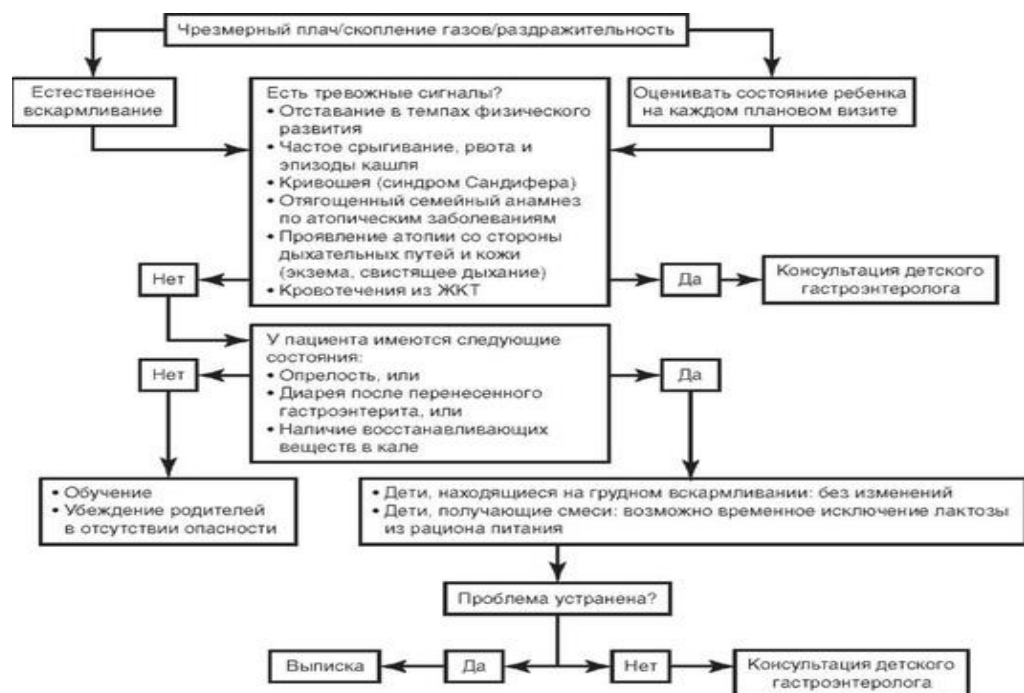 Чрезмерный плач/скопление газов/раздражительность
Естественное
вскармливание
Есть тревожные сигналы?
• Отставание в темпах физического
развития
• Частое срыгивание, рвота и
эпизоды кашля
• Кривошея (синдром Сандифера)
• Отягощенный семейный анамнез
по атопическим заболеваниям
• Проявление атопии со стороны
дыхательных путей и кожи
(экзема, свистящее дыхание)
• Кровотечения из ЖКТ
Оценивать состояние ребенка
на каждом плановом визите
Нет
Да
Консультация детского
гастроэнтеролога
У пациента имеются следующие
состояния:
• Опрелость, или
• Диарея после перенесенного
гастроэнтерита, или
• Наличие восстанавливающих
веществ в кале
Нет
Да
• Обучение
• Убеждение родителей
в отсутствии опасности
• Дети, находящиеся на грудном вскармливании: без изменений
• Дети, получающие смеси: возможно временное исключение лактозы
из рациона питания
Проблема устранена?
Выписка
Да
Нет
Консультация детского
гастроэнтеролога